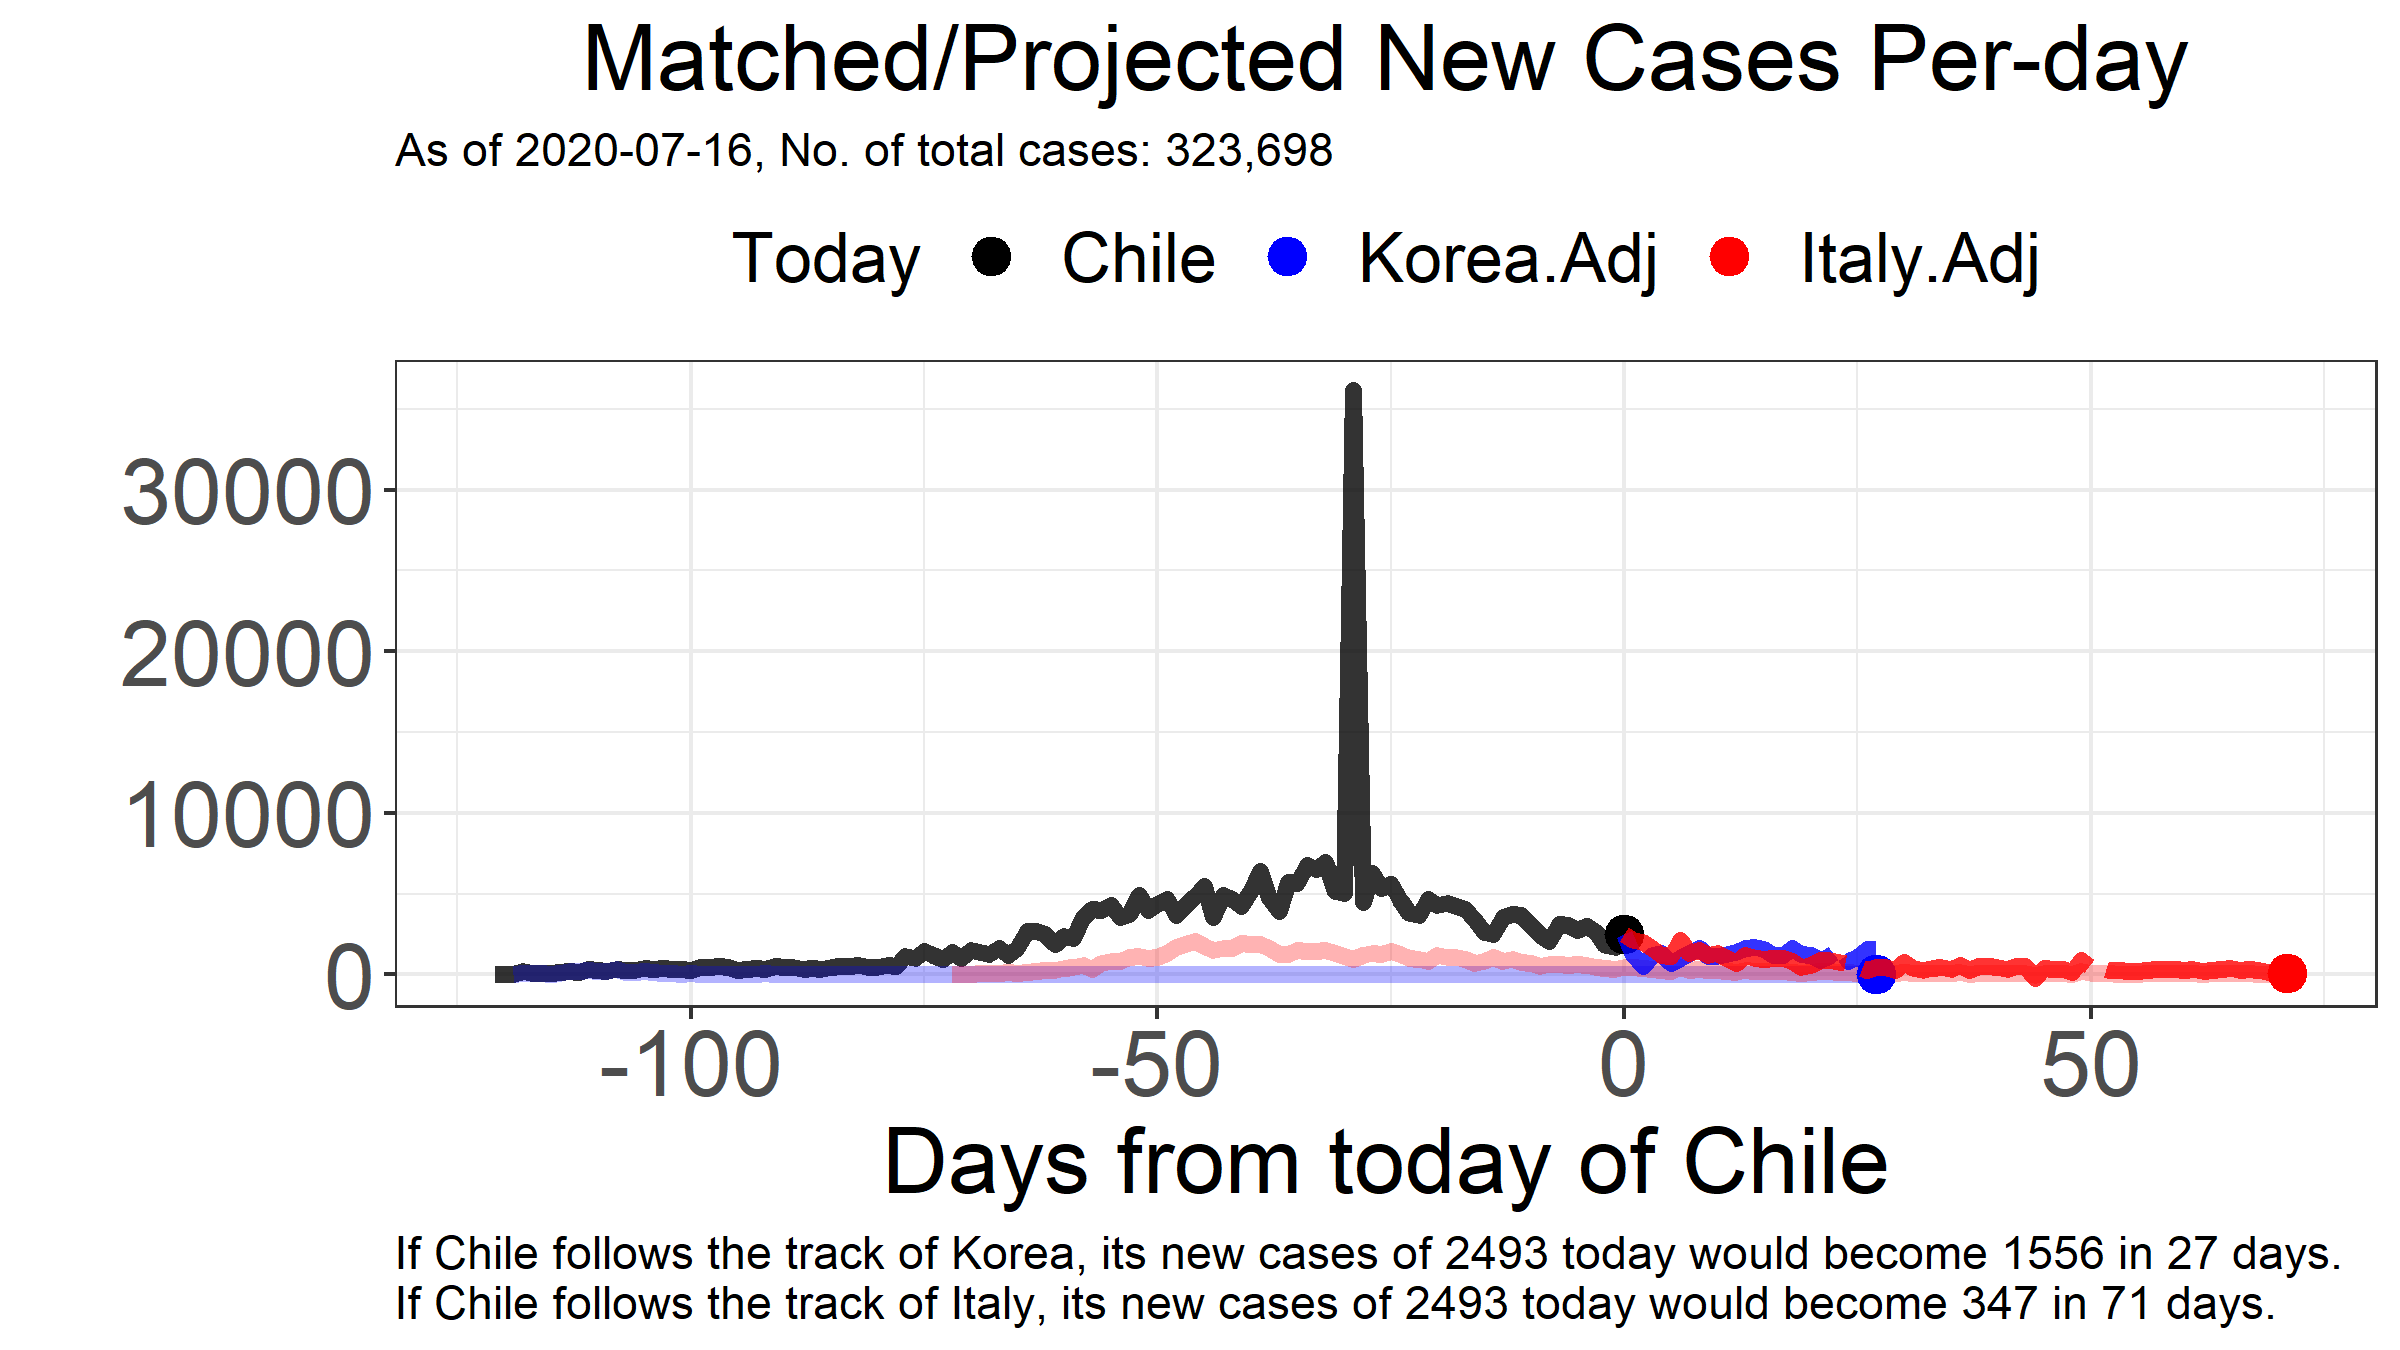 Matched/Projected New Cases Per-day
As of 2020-07-16, No. of total cases: 323,698
Today Chile Korea.Adj Italy.Adj
30000
20000
10000
0
-100 -50 0 50
Days from today of Chile
If Chile follows the track of Korea, its new cases of 2493 today would become 1556 in 27 days.
If Chile follows the track of Italy, its new cases of 2493 today would become 347 in 71 days.